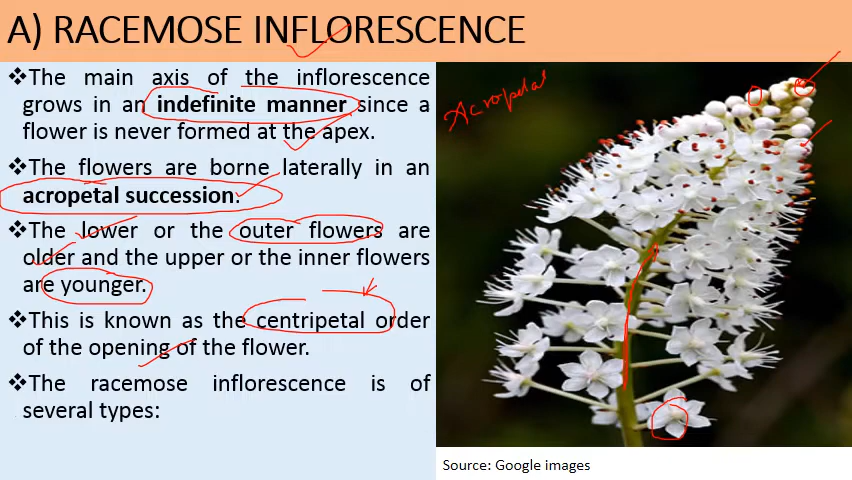 A) RACEMOSE INFLORESCENCE
❖The main axis of the inflorescence
grows in an indefinite manner since a
flower is never formed at the apex.
❖The flowers are borne laterally in an
acropetal succession.
❖The lower or the outer flowers are
older and the upper or the inner flowers
are younger.
❖This is known as the centripetal order
of the opening of the flower.
❖The racemose inflorescence is of
several types:
Acropetal
Source: Google images